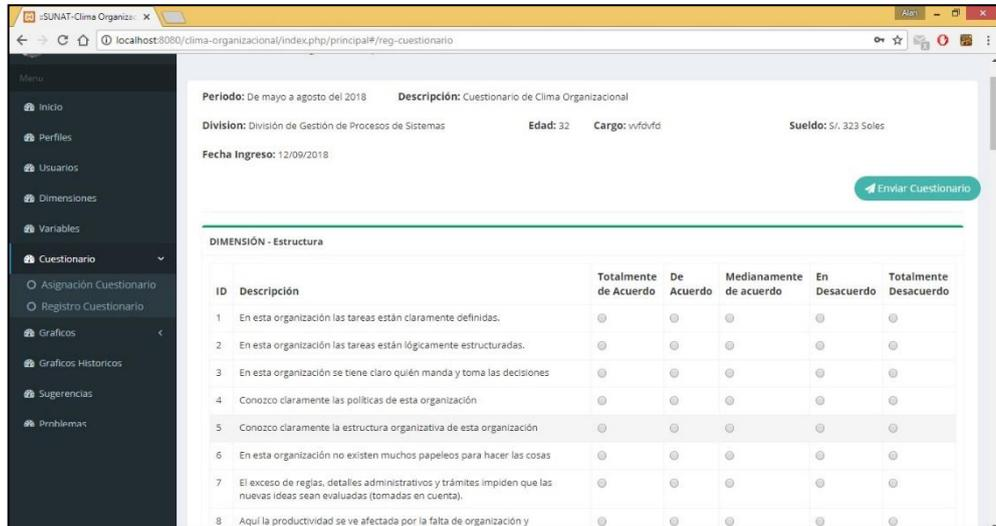 ::SUNAT-Clima Organizac
Alan
localhost:8080/clima-organizacional/index.php/principal#/reg-cuestionario
Menu
Inicio
Perfiles
Usuarios
Dimensiones
Variables
Cuestionario
Asignación Cuestionario
Registro Cuestionario
Graficos
Graficos Historicos
Sugerencias
Problemas
Periodo: De mayo a agosto del 2018 Descripción: Cuestionario de Clima Organizacional
Division: División de Gestión de Procesos de Sistemas Edad: 32 Cargo: vvfdvfd Sueldo: S/. 323 Soles
Fecha Ingreso: 12/09/2018
Enviar Cuestionario
DIMENSIÓN - Estructura
ID Descripción Totalmente de Acuerdo De Acuerdo Medianamente de acuerdo En Desacuerdo Totalmente Desacuerdo
1 En esta organización las tareas están claramente definidas.
2 En esta organización las tareas están lógicamente estructuradas.
3 En esta organización se tiene claro quién manda y toma las decisiones
4 Conozco claramente las políticas de esta organización
5 Conozco claramente la estructura organizativa de esta organización
6 En esta organización no existen muchos papeleos para hacer las cosas
7 El exceso de reglas, detalles administrativos y trámites impiden que las
nuevas ideas sean evaluadas (tomadas en cuenta).
8 Aquí la productividad se ve afectada por la falta de organización y